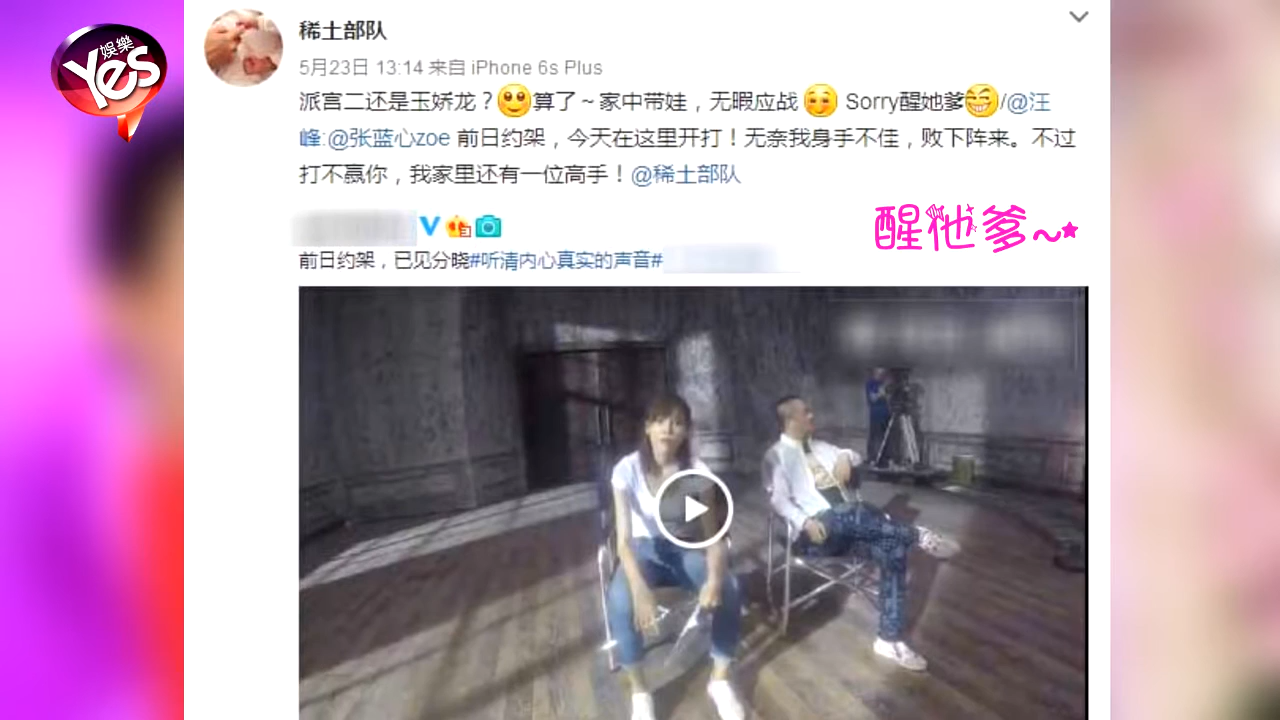 娛樂
Yes
稀土部队
5月23日 13:14 来自 iPhone 6s Plus
派宫二还是玉娇龙？算了~家中带娃，无暇应战 Sorry醒她爹/@汪
峰:@张蓝心zoe 前日约架，今天在这里开打！无奈我身手不佳，败下阵来。不过
打不赢你，我家里还有一位高手！@稀土部队
醒他爹~
前日约架，已见分晓#听清内心真实的声音#